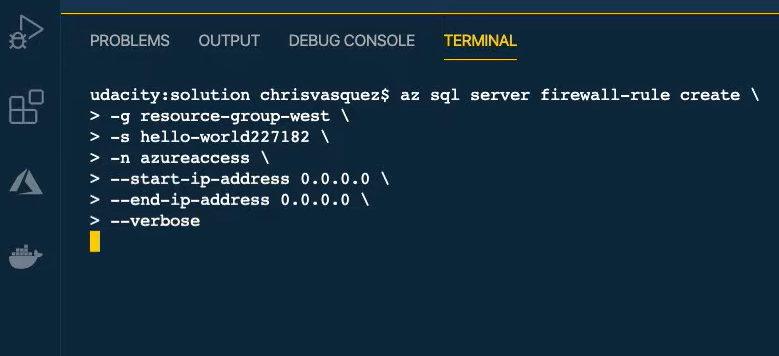 PROBLEMS OUTPUT DEBUG CONSOLE TERMINAL
udacity:solution chrisvasquez$ az sql server firewall-rule create \
> -g resource-group-west \
> -s hello-world227182 \
> -n azureaccess \
> --start-ip-address 0.0.0.0 \
> --end-ip-address 0.0.0.0 \
> --verbose